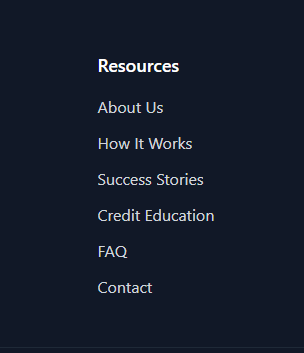 Resources
About Us
How It Works
Success Stories
Credit Education
FAQ
Contact